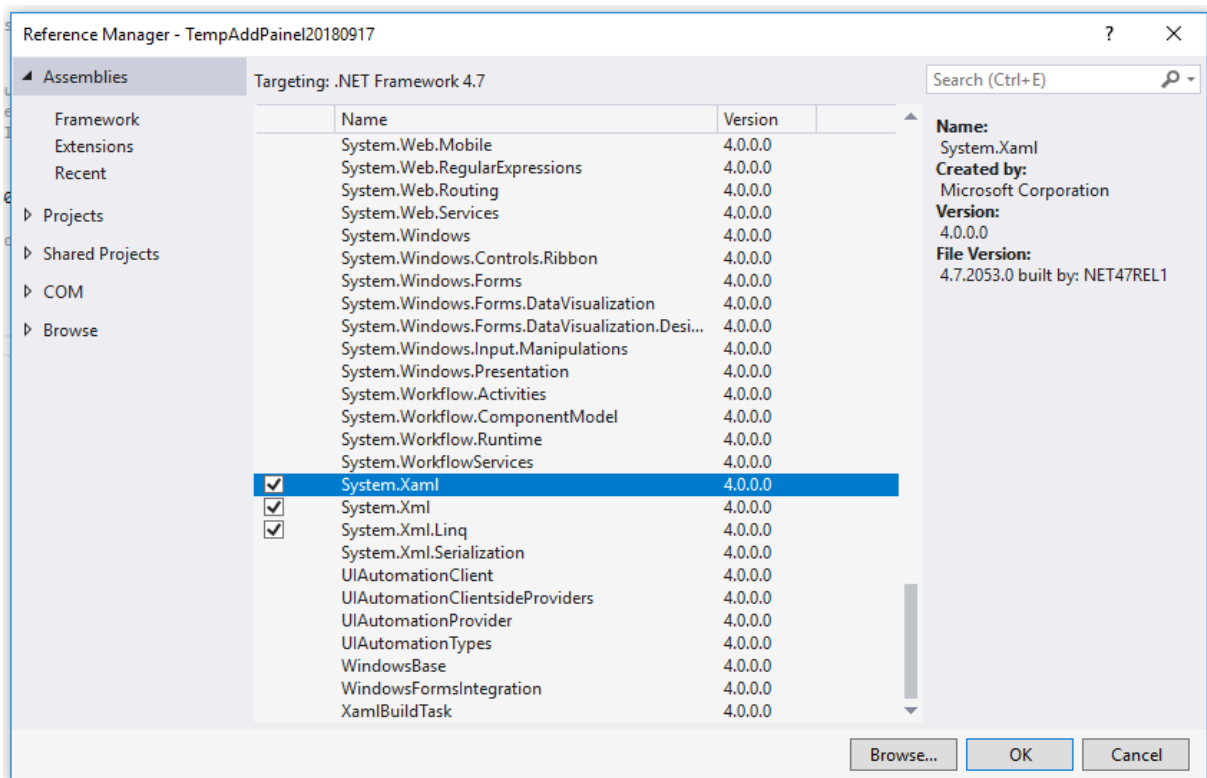 Reference Manager - TempAddPainel20180917
?
Assemblies
Framework
Extensions
Recent
Projects
Shared Projects
COM
Browse
Targeting: .NET Framework 4.7
Name Version
System.Web.Mobile 4.0.0.0
System.Web.RegularExpressions 4.0.0.0
System.Web.Routing 4.0.0.0
System.Web.Services 4.0.0.0
System.Windows 4.0.0.0
System.Windows.Controls.Ribbon 4.0.0.0
System.Windows.Forms 4.0.0.0
System.Windows.Forms.DataVisualization 4.0.0.0
System.Windows.Forms.DataVisualization.Desi... 4.0.0.0
System.Windows.Input.Manipulations 4.0.0.0
System.Windows.Presentation 4.0.0.0
System.Workflow.Activities 4.0.0.0
System.Workflow.ComponentModel 4.0.0.0
System.Workflow.Runtime 4.0.0.0
System.WorkflowServices 4.0.0.0
System.Xaml 4.0.0.0
System.Xml 4.0.0.0
System.Xml.Linq 4.0.0.0
System.Xml.Serialization 4.0.0.0
UIAutomationClient 4.0.0.0
UIAutomationClientsideProviders 4.0.0.0
UIAutomationProvider 4.0.0.0
UIAutomationTypes 4.0.0.0
WindowsBase 4.0.0.0
WindowsFormsIntegration 4.0.0.0
XamlBuildTask 4.0.0.0
Search (Ctrl+E)
Name:
System.Xaml
Created by:
Microsoft Corporation
Version:
4.0.0.0
File Version:
4.7.2053.0 built by: NET47REL1
Browse... OK Cancel